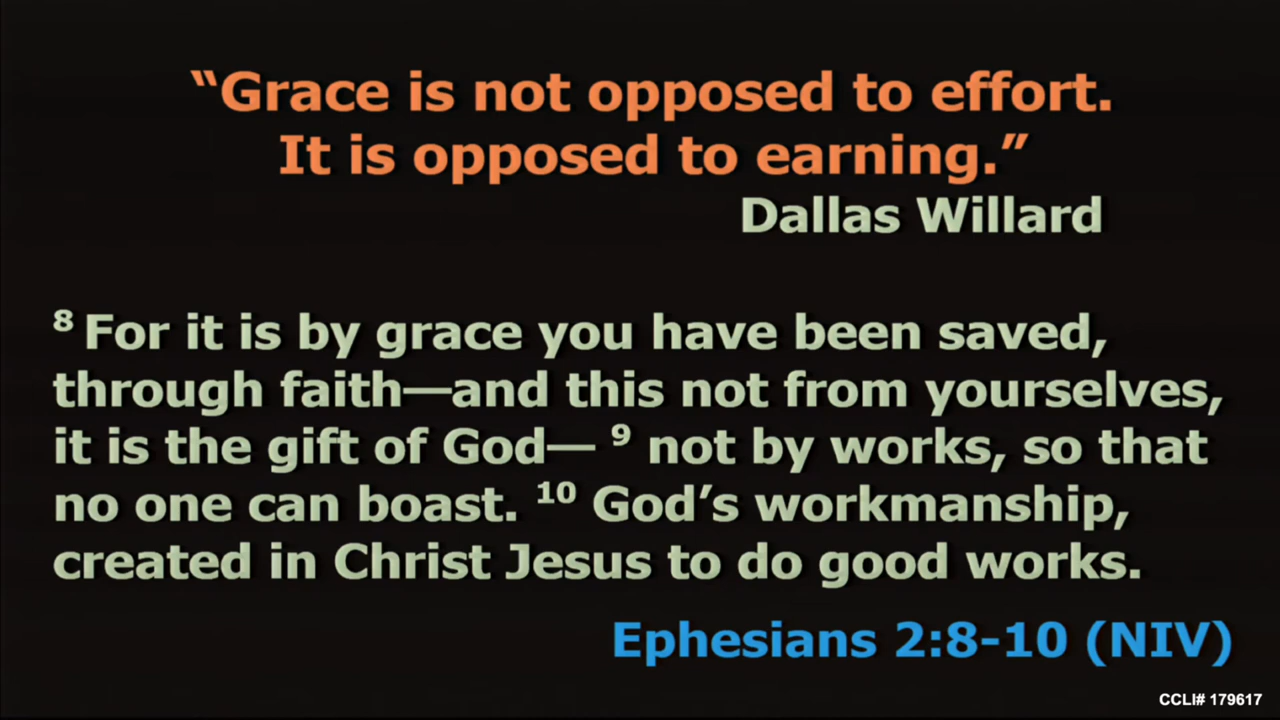 “Grace is not opposed to effort.
It is opposed to earning.”
Dallas Willard
⁸ For it is by grace you have been saved,
through faith—and this not from yourselves,
it is the gift of God— ⁹ not by works, so that
no one can boast. ¹⁰ God’s workmanship,
created in Christ Jesus to do good works.
Ephesians 2:8-10 (NIV)
CCLI# 179617